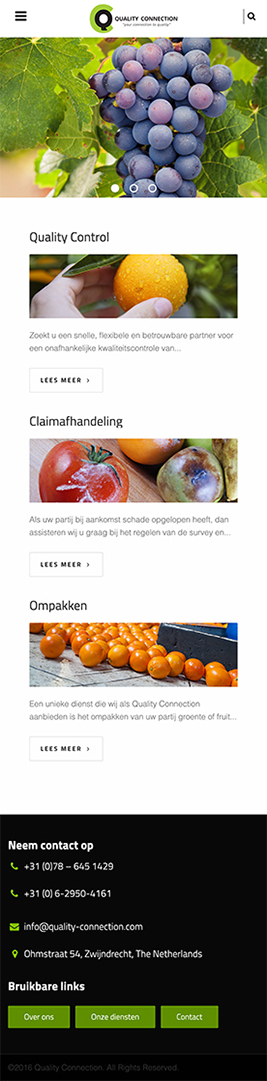 QUALITY CONNECTION
"your connection to quality"
Quality Control
Zoekt u een snelle, flexibele en betrouwbare partner voor
een onafhankelijke kwaliteitscontrole van...
LEES MEER >
Claimafhandeling
Als uw partij bij aankomst schade opgelopen heeft, dan
assisteren wij u graag bij het regelen van de survey en...
LEES MEER >
Ompakken
Een unieke dienst die wij als Quality Connection
aanbieden is het ompakken van uw partij groente of fruit...
LEES MEER >
Neem contact op
+31 (0)78 – 645 1429
+31 (0) 6-2950-4161
info@quality-connection.com
Ohmstraat 54, Zwijndrecht, The Netherlands
Bruikbare links
Over ons
Onze diensten
Contact
©2016 Quality Connection. All Rights Reserved.